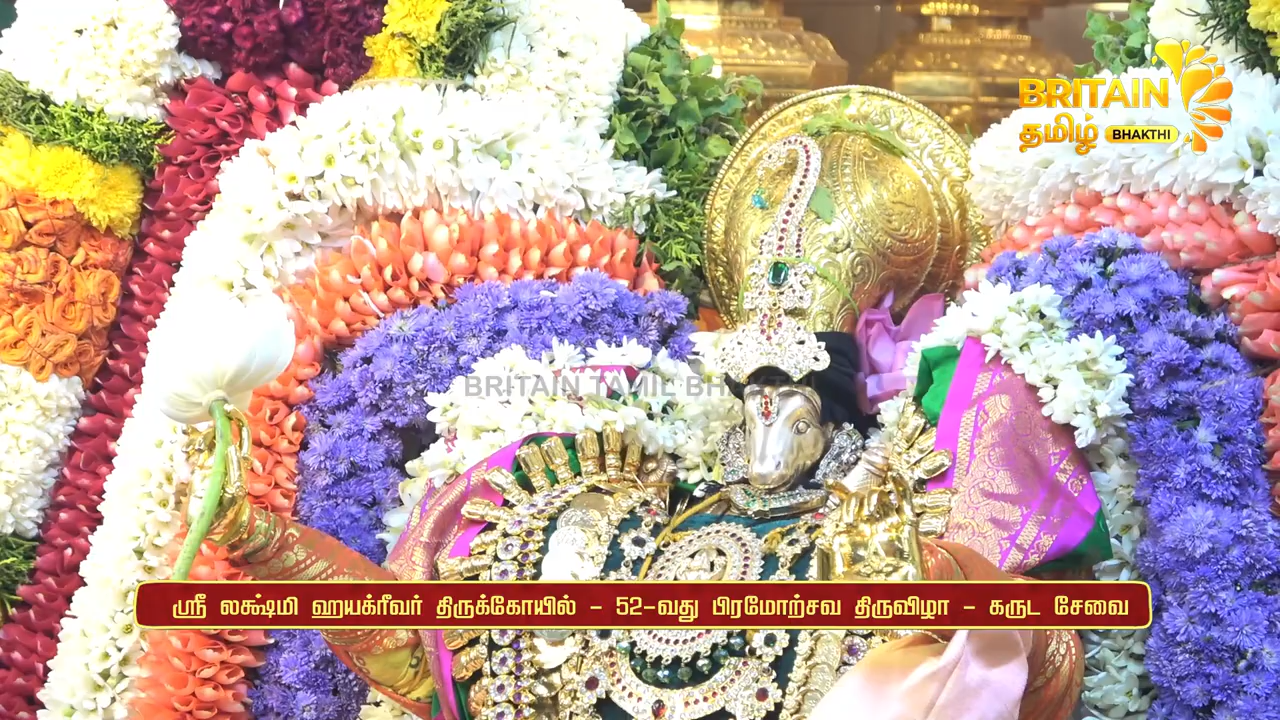 BRITAIN
தமிழ் BHAKTHI
BRITAIN TAMIL BHAKTHI
ஸ்ரீ லக்ஷ்மி ஹயக்ரீவர் திருக்கோயில் - 52-வது பிரமோற்சவ திருவிழா - கருட சேவை